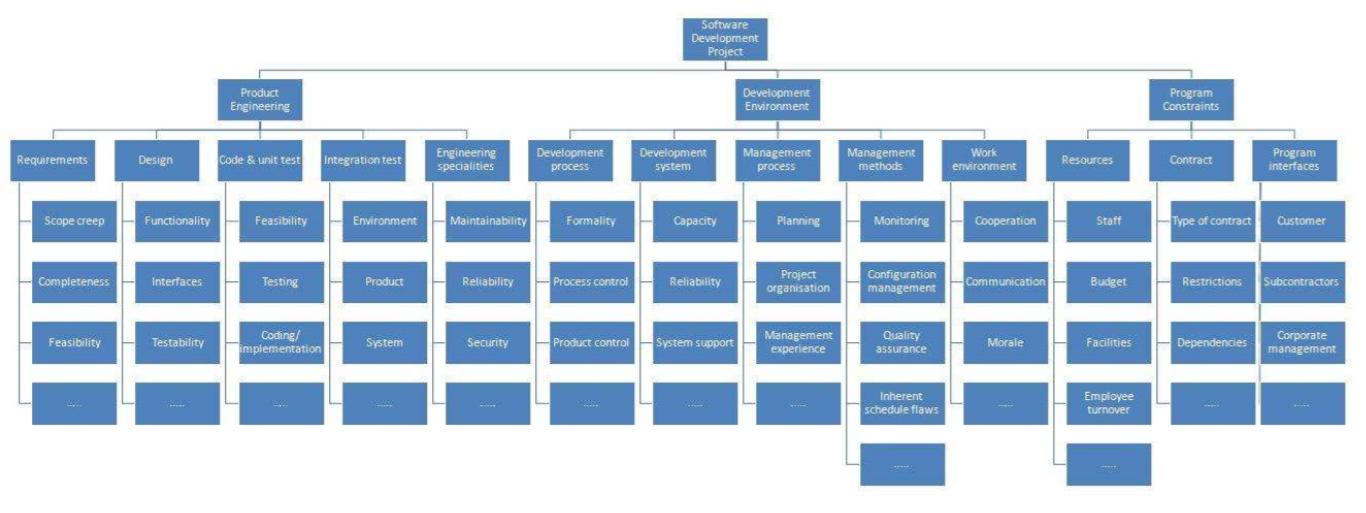 Software
Development
Project
Product
Engineering
Development
Environment
Program
Constraints
Requirements
Design
Code & unit test
Integration test
Engineering
specialities
Development
process
Development
system
Management
process
Management
methods
Work
environment
Resources
Contract
Program
interfaces
Scope creep
Functionality
Feasibility
Environment
Maintainability
Formality
Capacity
Planning
Monitoring
Cooperation
Staff
Type of contract
Customer
Completeness
Interfaces
Testing
Product
Reliability
Process control
Reliability
Project
organisation
Configuration
management
Communication
Budget
Restrictions
Subcontractors
Feasibility
Testability
Coding/
implementation
System
Security
Product control
System support
Management
experience
Quality
assurance
Morale
Facilities
Dependencies
Corporate
management
.....
.....
.....
.....
.....
.....
.....
.....
Inherent
schedule flaws
.....
Employee
turnover
.....
.....
.....
.....